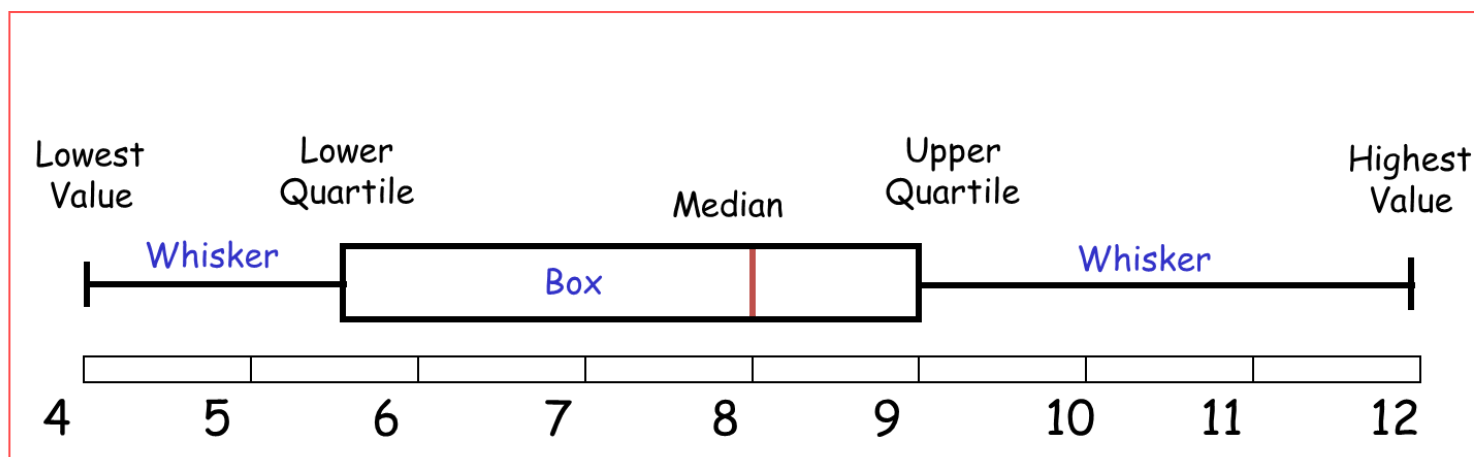 Lowest
Value
Lower
Quartile
Median
Upper
Quartile
Highest
Value
Whisker
Box
Whisker
4 5 6 7 8 9 10 11 12